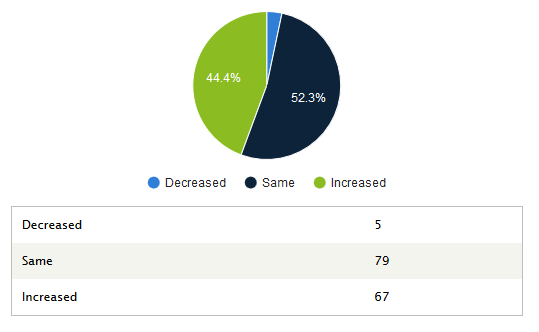 44.4%
52.3%
Decreased Same Increased
Decreased 5
Same 79
Increased 67